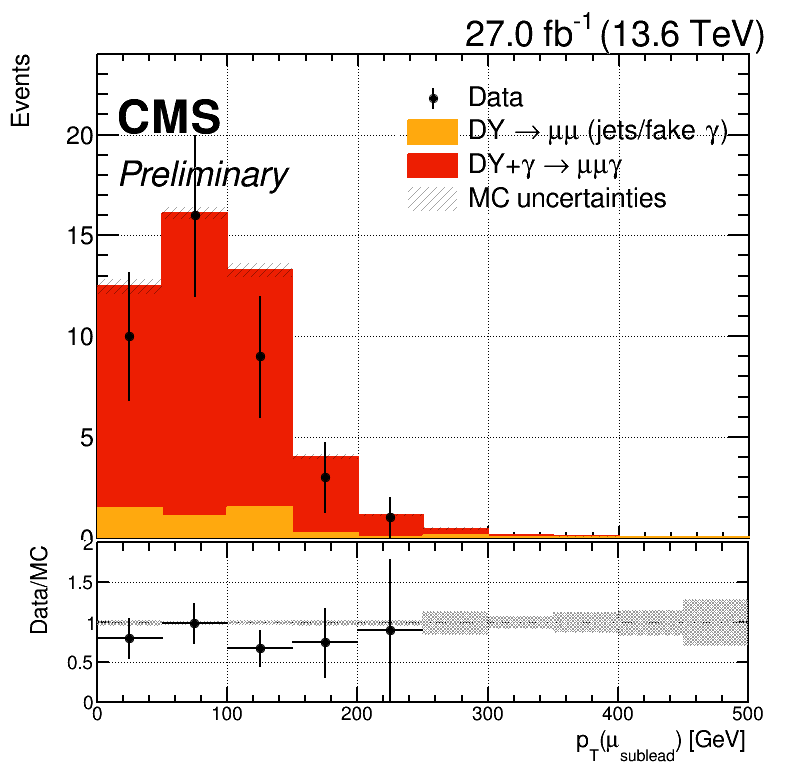 27.0 fb⁻¹ (13.6 TeV)
Events
CMS
Preliminary
Data
DY → μμ (jets/fake γ)
DY+γ → μμγ
MC uncertainties
20
15
10
5
0
Data/MC
2
1.5
1
0.5
0
0 100 200 300 400 500
p_T(μ_sublead) [GeV]